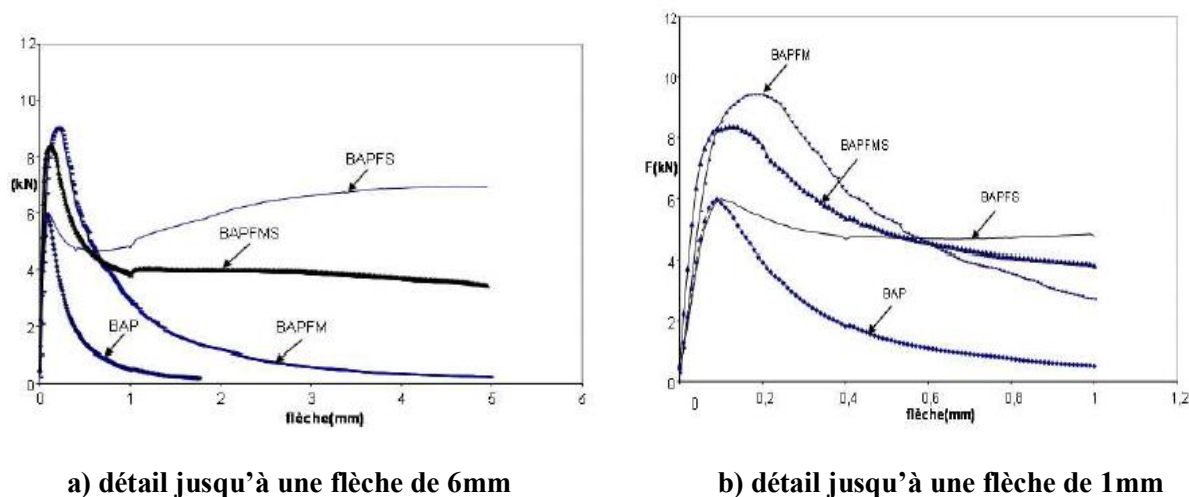 12
10
8
(kN)
6
4
2
0
BAPFS
BAPFMS
BAP
BAPFM
0 1 2 3 4 5 6
flèche(mm)
12
10
8
F(kN)
6
4
2
0
BAPFM
BAPFMS
BAPFS
BAP
0 0,2 0,4 0,6 0,8 1 1,2
flèche(mm)
a) détail jusqu’à une flèche de 6mm
b) détail jusqu’à une flèche de 1mm